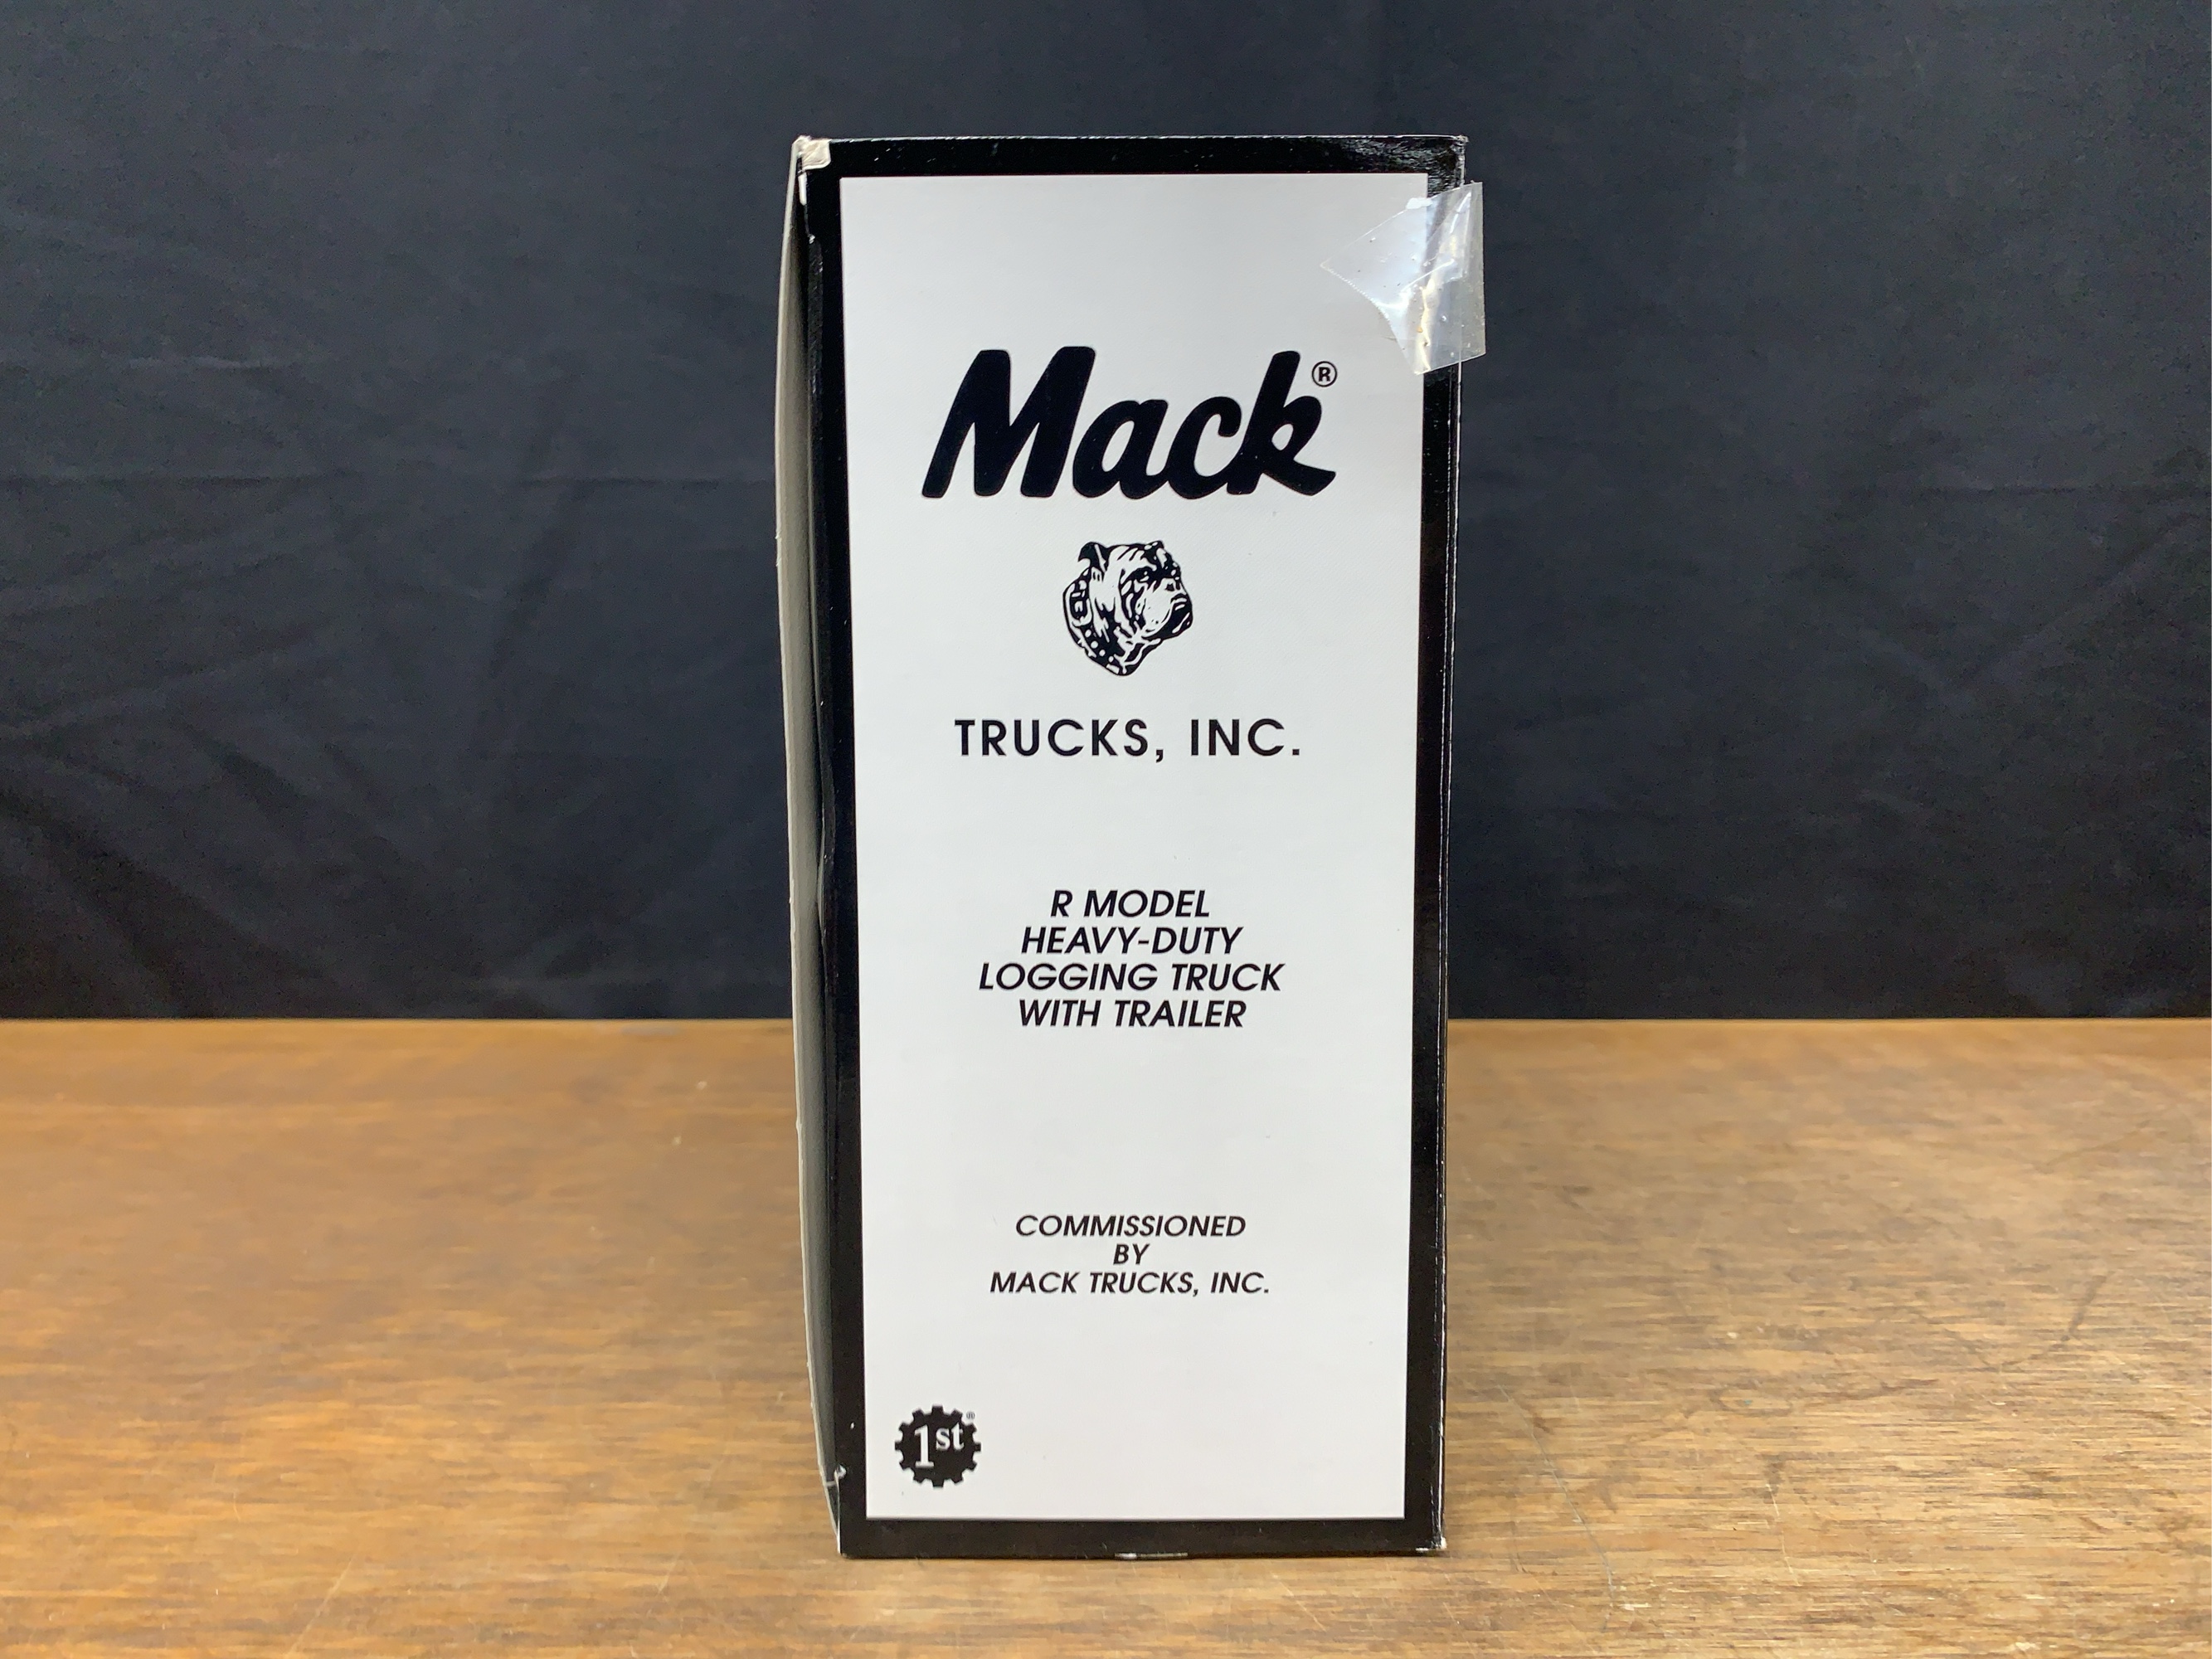 Mack®
TRUCKS, INC.
R MODEL
HEAVY-DUTY
LOGGING TRUCK
WITH TRAILER
COMMISSIONED
BY
MACK TRUCKS, INC.
1st®